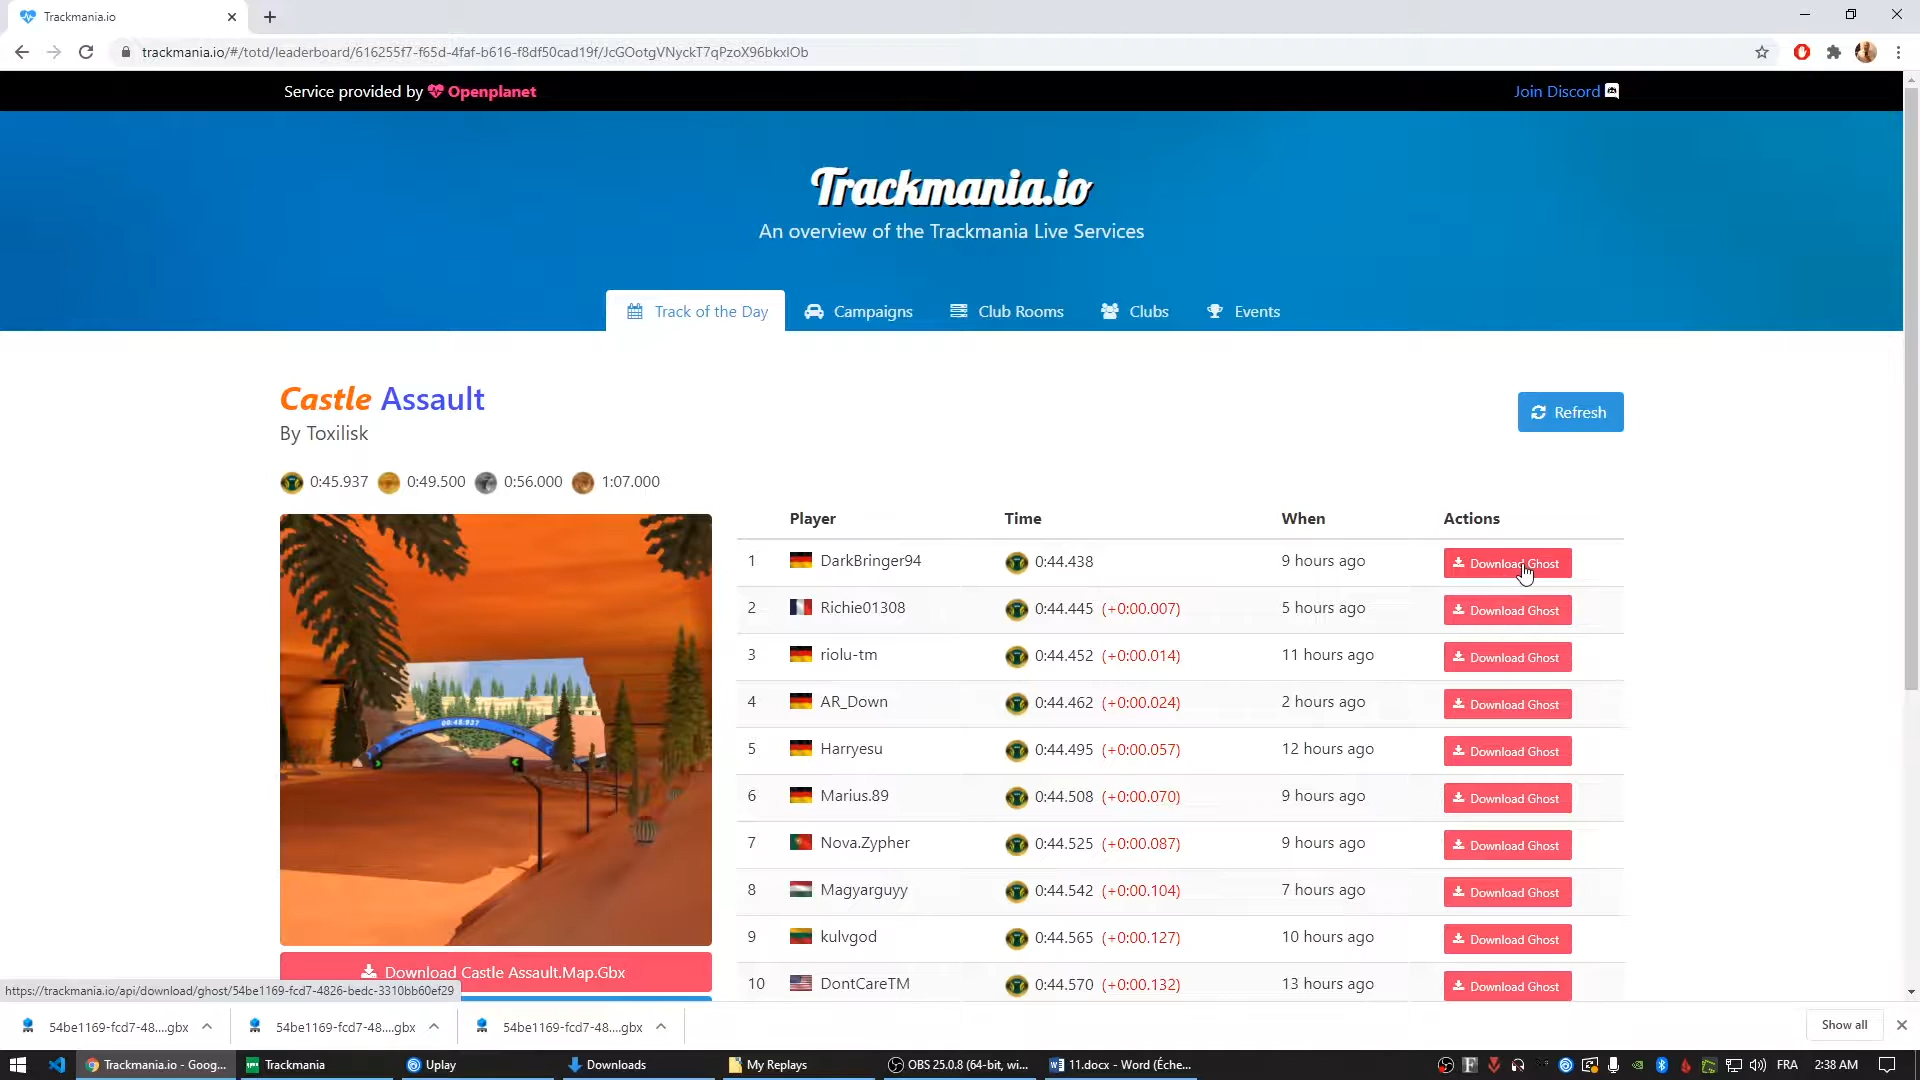 Trackmania.io
trackmania.io/#/totd/leaderboard/616255f7-f65d-4faf-b616-f8df50cad19f/JcGOotgVNyckT7qPzoX96bkxIOb
Service provided by Openplanet
Join Discord
Trackmania.io
An overview of the Trackmania Live Services
Track of the Day Campaigns Club Rooms Clubs Events
Castle Assault
By Toxilisk
Refresh
0:45.937 0:49.500 0:56.000 1:07.000
Player Time When Actions
1 DarkBringer94 0:44.438 9 hours ago Download Ghost
2 Richie01308 0:44.445 (+0:00.007) 5 hours ago Download Ghost
3 riolu-tm 0:44.452 (+0:00.014) 11 hours ago Download Ghost
4 AR_Down 0:44.462 (+0:00.024) 2 hours ago Download Ghost
5 Harryesu 0:44.495 (+0:00.057) 12 hours ago Download Ghost
6 Marius.89 0:44.508 (+0:00.070) 9 hours ago Download Ghost
7 Nova.Zypher 0:44.525 (+0:00.087) 9 hours ago Download Ghost
8 Magyarguyy 0:44.542 (+0:00.104) 7 hours ago Download Ghost
9 kulvgod 0:44.565 (+0:00.127) 10 hours ago Download Ghost
10 DontCareTM 0:44.570 (+0:00.132) 13 hours ago Download Ghost
00:45:937
Download Castle Assault.Map.Gbx
https://trackmania.io/api/download/ghost/54be1169-fcd7-4826-bedc-3310bb60ef29
54be1169-fcd7-48....gbx 54be1169-fcd7-48....gbx 54be1169-fcd7-48....gbx Show all
Trackmania.io - Goog... Trackmania Uplay Downloads My Replays OBS 25.0.8 (64-bit, wi... 11.docx - Word (Éche... FRA 2:38 AM